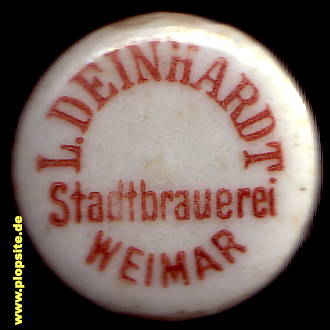 L. DEINHARDT.
Stadtbrauerei
WEIMAR
www.plopsite.de